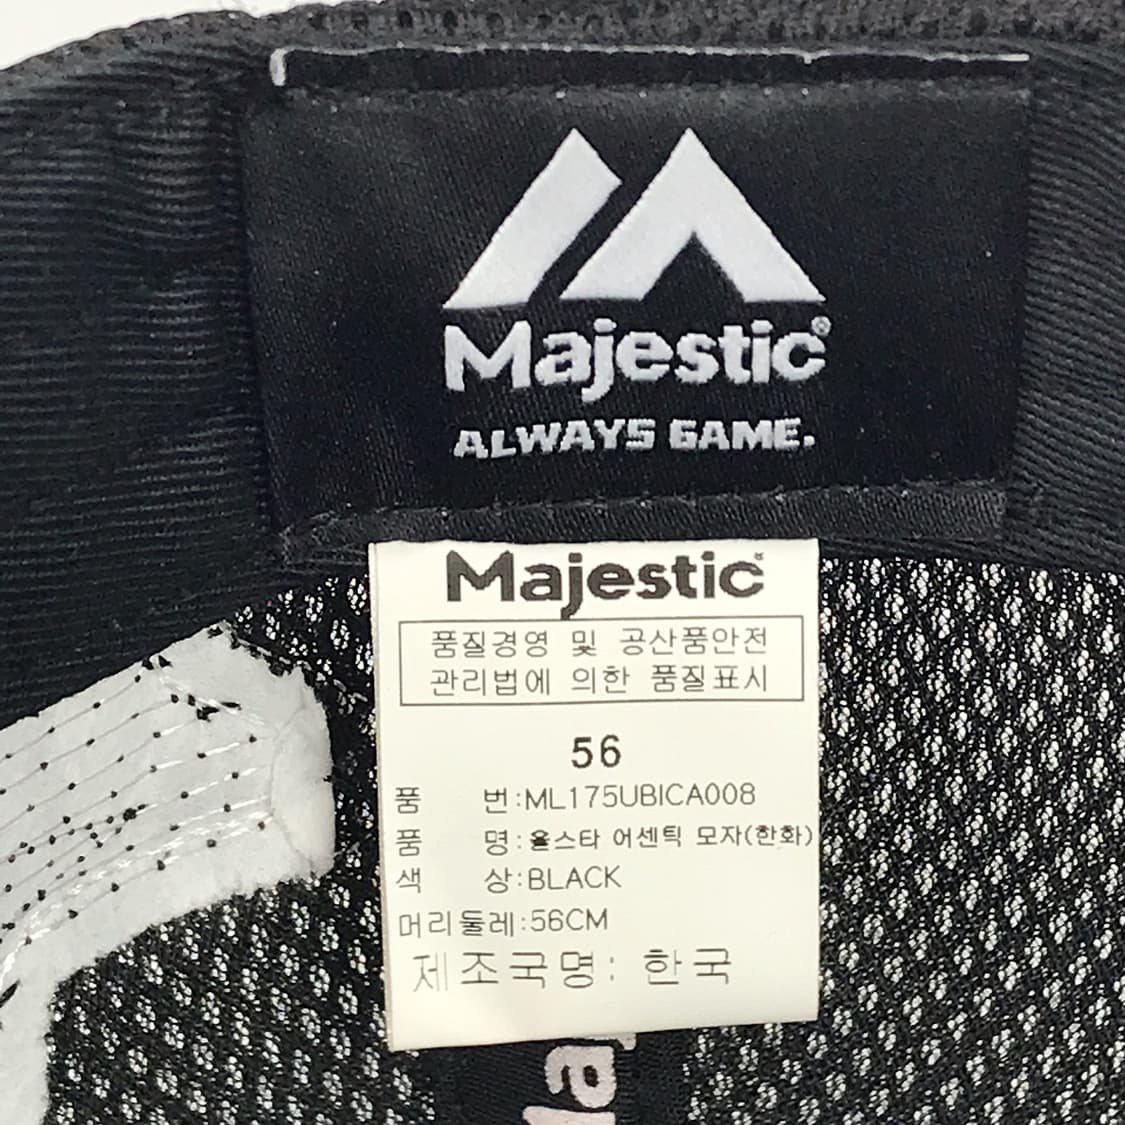 Majestic®
ALWAYS GAME.
Majestic®
품질경영 및 공산품안전
관리법에 의한 품질표시
56
품 번:ML175UBICA008
품 명:올스타 어센틱 모자(한화)
색 상:BLACK
머리둘레:56CM
제조국명: 한국